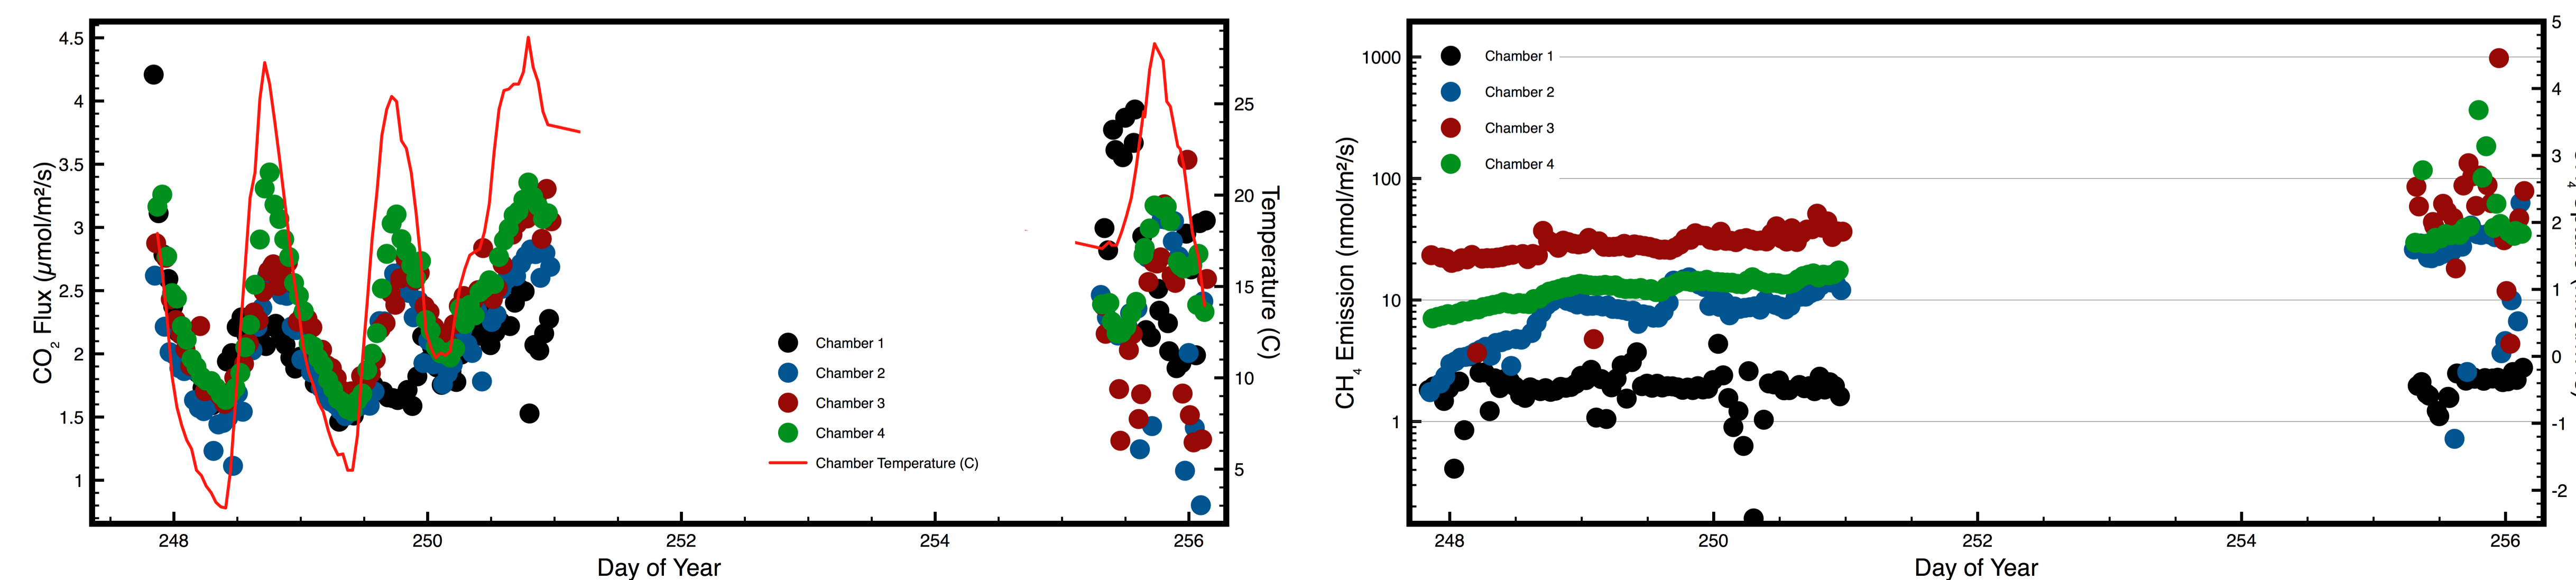 4.5
4
3.5
3
2.5
2
1.5
1
CO2 Flux (µmol/m²/s)
25
20
15
10
5
Temperature (C)
Chamber 1
Chamber 2
Chamber 3
Chamber 4
Chamber Temperature (C)
248 250 252 254 256
Day of Year
1000
100
10
1
CH4 Emission (nmol/m²/s)
Chamber 1
Chamber 2
Chamber 3
Chamber 4
5
4
3
2
1
0
-1
-2
248 250 252 254 256
Day of Year